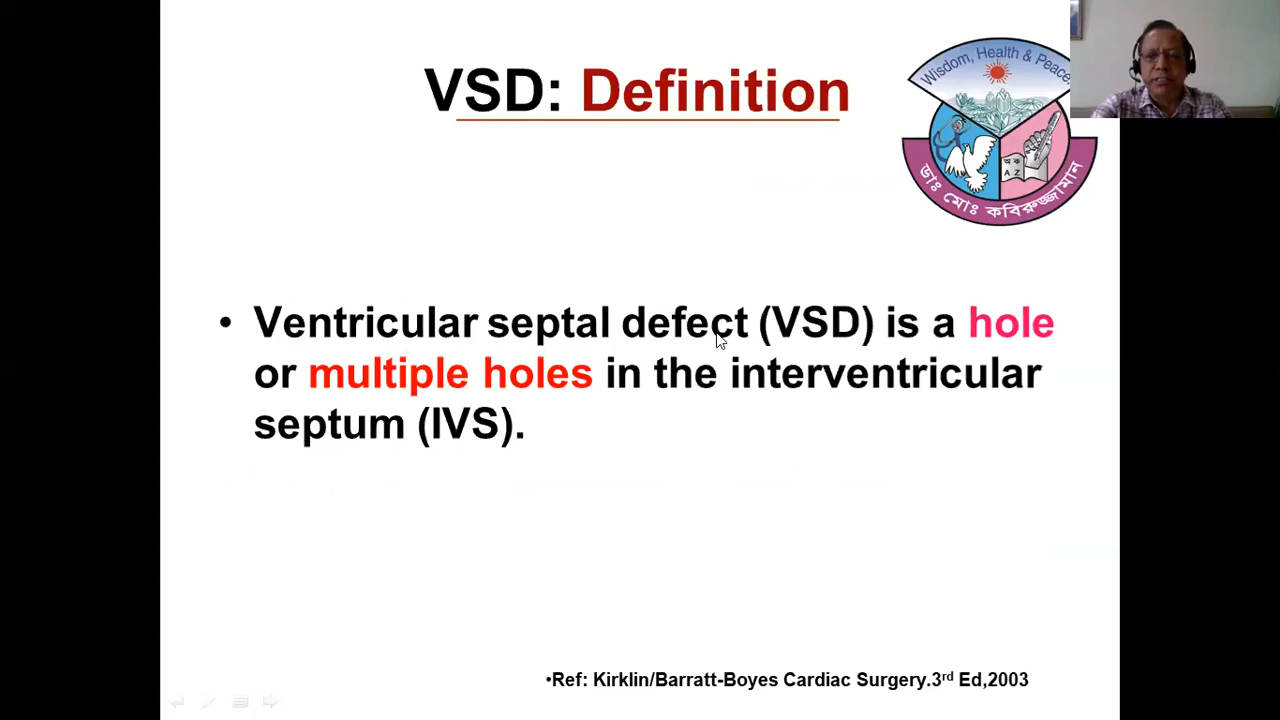 VSD: Definition
Wisdom, Health & Peace
অ ক
A Z
ডাঃ মোঃ কবিরুজ্জামান
• Ventricular septal defect (VSD) is a hole
or multiple holes in the interventricular
septum (IVS).
•Ref: Kirklin/Barratt-Boyes Cardiac Surgery.3rd Ed,2003